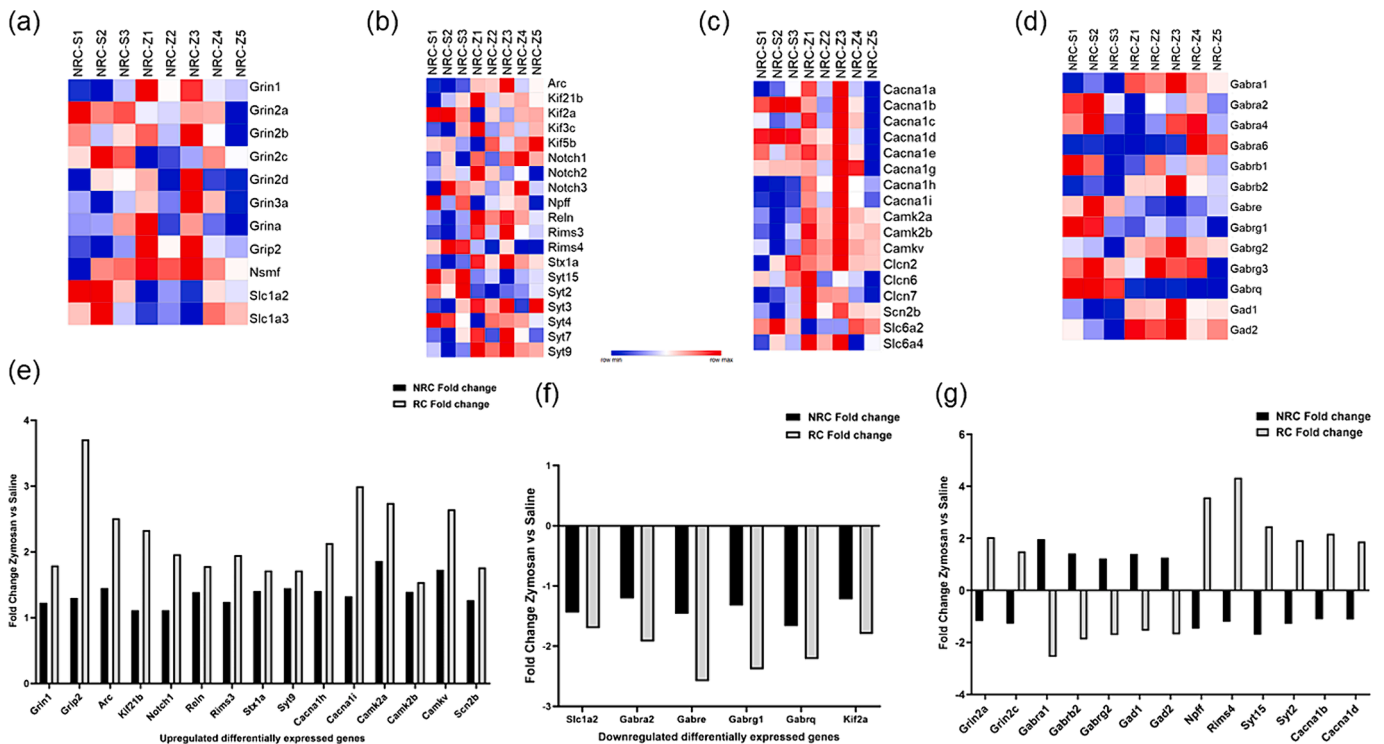 (a)
NRC-S1 NRC-S2 NRC-S3 NRC-Z1 NRC-Z2 NRC-Z3 NRC-Z4 NRC-Z5
Grin1
Grin2a
Grin2b
Grin2c
Grin2d
Grin3a
Grina
Grip2
Nsmf
Slc1a2
Slc1a3
(b)
NRC-S1 NRC-S2 NRC-S3 NRC-Z1 NRC-Z2 NRC-Z3 NRC-Z4 NRC-Z5
Arc
Kif21b
Kif2a
Kif3c
Kif5b
Notch1
Notch2
Notch3
Npff
Reln
Rims3
Rims4
Stx1a
Syt15
Syt2
Syt3
Syt4
Syt7
Syt9
row min row max
(c)
NRC-S1 NRC-S2 NRC-S3 NRC-Z1 NRC-Z2 NRC-Z3 NRC-Z4 NRC-Z5
Cacna1a
Cacna1b
Cacna1c
Cacna1d
Cacna1e
Cacna1g
Cacna1h
Cacna1i
Camk2a
Camk2b
Camkv
Clcn2
Clcn6
Clcn7
Scn2b
Slc6a2
Slc6a4
(d)
NRC-S1 NRC-S2 NRC-S3 NRC-Z1 NRC-Z2 NRC-Z3 NRC-Z4 NRC-Z5
Gabra1
Gabra2
Gabra4
Gabra6
Gabrb1
Gabrb2
Gabre
Gabrg1
Gabrg2
Gabrg3
Gabrq
Gad1
Gad2
(e)
NRC Fold change
RC Fold change
Fold Change Zymosan vs Saline
4
3
2
1
0
Grin1 Grip2 Arc Kif21b Notch1 Reln Rims3 Stx1a Syt9 Cacna1h Cacna1i Camk2a Camk2b Camkv Scn2b
Upregulated differentially expressed genes
(f)
NRC Fold change
RC Fold change
Fold Change Zymosan vs Saline
1
0
-1
-2
-3
Slc1a2 Gabra2 Gabre Gabrg1 Gabrq Kif2a
Downregulated differentially expressed genes
(g)
NRC Fold change
RC Fold change
Fold Change Zymosan vs Saline
6
4
2
0
-2
-4
Grin2a Grin2c Gabra1 Gabrb2 Gabrg2 Gad1 Gad2 Npff Rims4 Syt15 Syt2 Cacna1b Cacna1d